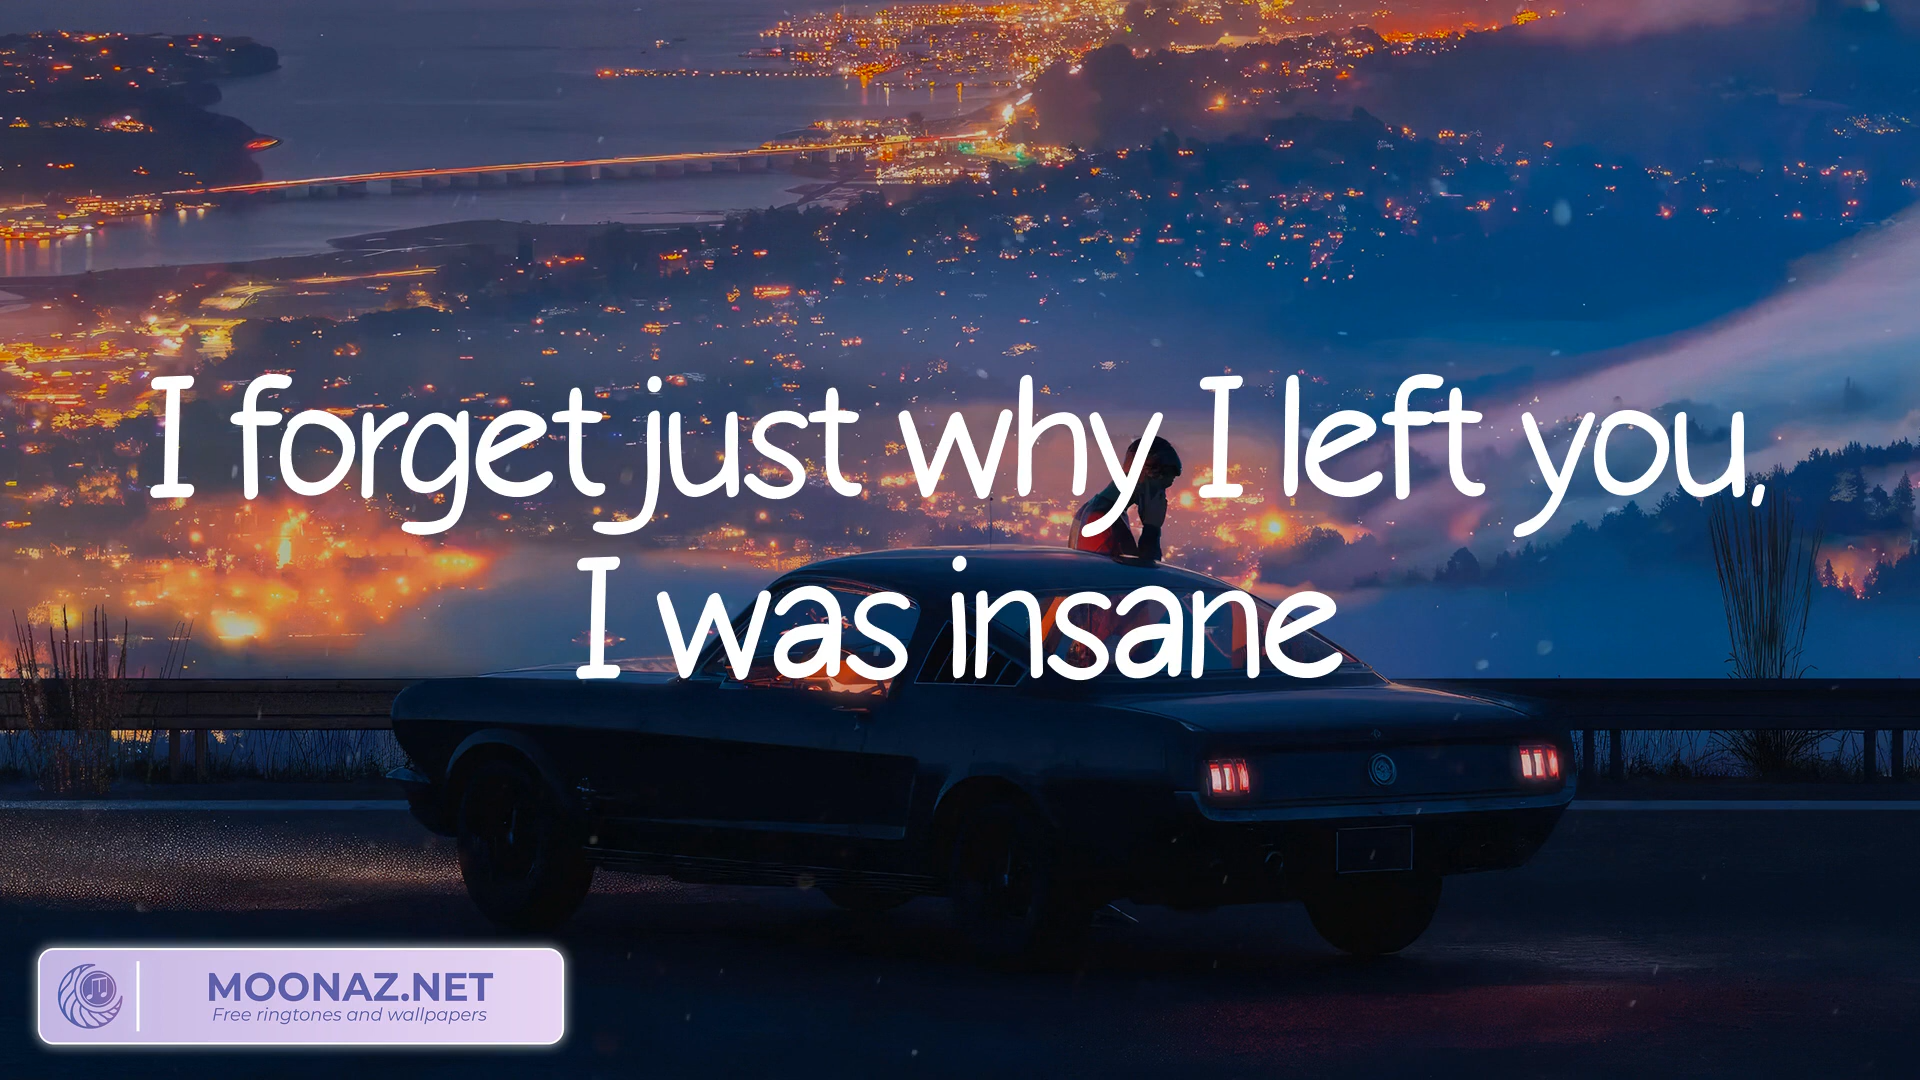 I forget just why I left you,
I was insane
MOONAZ.NET
Free ringtones and wallpapers